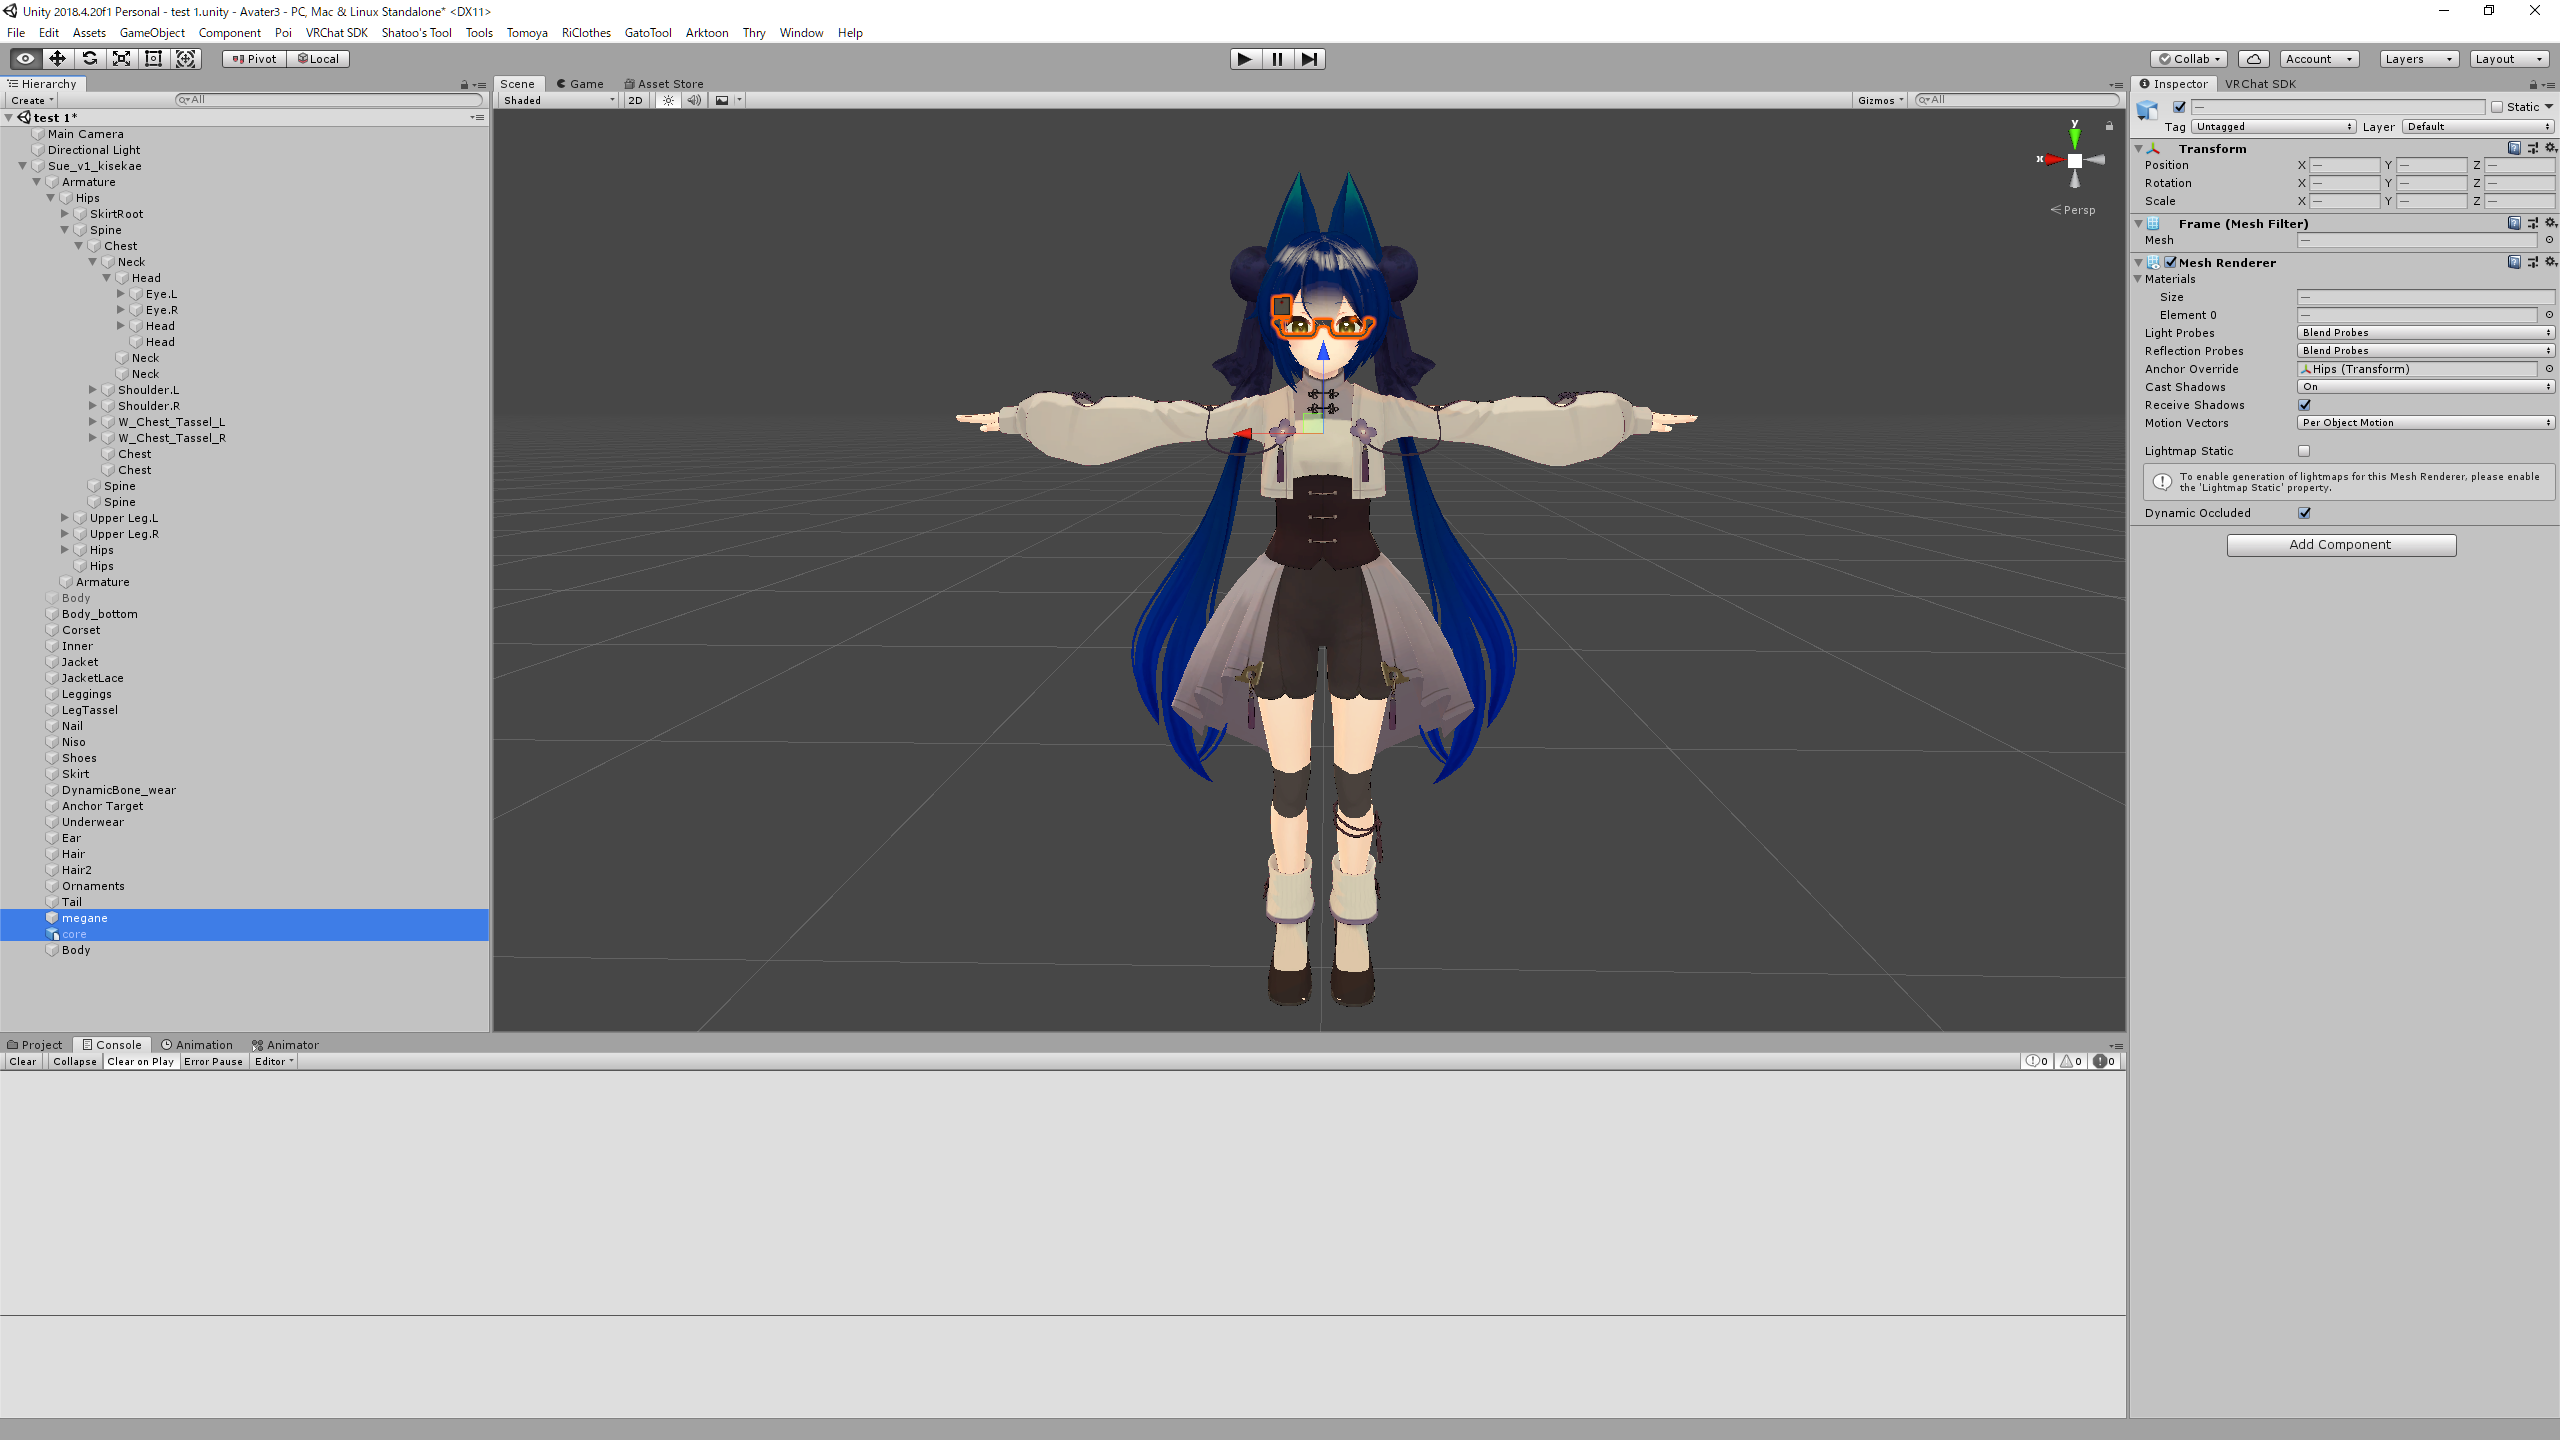 Unity 2018.4.20f1 Personal - test 1.unity - Avater3 - PC, Mac & Linux Standalone* <DX11>
File Edit Assets GameObject Component Poi VRChat SDK Shatoo's Tool Tools Tomoya RiClothes GatoTool Arktoon Thry Window Help
Pivot Local Collab Account Layers Layout
Hierarchy
Create All
test 1*
Main Camera
Directional Light
Sue_v1_kisekae
Armature
Hips
SkirtRoot
Spine
Chest
Neck
Head
Eye.L
Eye.R
Head
Head
Neck
Neck
Shoulder.L
Shoulder.R
W_Chest_Tassel_L
W_Chest_Tassel_R
Chest
Chest
Spine
Spine
Upper Leg.L
Upper Leg.R
Hips
Hips
Armature
Body
Body_bottom
Corset
Inner
Jacket
JacketLace
Leggings
LegTassel
Nail
Niso
Shoes
Skirt
DynamicBone_wear
Anchor Target
Underwear
Ear
Hair
Hair2
Ornaments
Tail
megane
core
Body
Scene Game Asset Store
Shaded 2D Gizmos All
y
x
Persp
Inspector VRChat SDK
— Static
Tag Untagged Layer Default
Transform
Position X — Y — Z —
Rotation X — Y — Z —
Scale X — Y — Z —
Frame (Mesh Filter)
Mesh —
Mesh Renderer
Materials
Size —
Element 0 —
Light Probes Blend Probes
Reflection Probes Blend Probes
Anchor Override Hips (Transform)
Cast Shadows On
Receive Shadows
Motion Vectors Per Object Motion
Lightmap Static
To enable generation of lightmaps for this Mesh Renderer, please enable
the 'Lightmap Static' property.
Dynamic Occluded
Add Component
Project Console Animation Animator
Clear Collapse Clear on Play Error Pause Editor 0 0 0